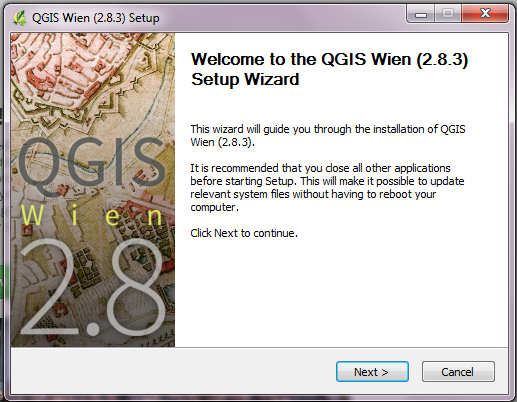 QGIS Wien (2.8.3) Setup
Welcome to the QGIS Wien (2.8.3)
Setup Wizard
This wizard will guide you through the installation of QGIS
Wien (2.8.3).
It is recommended that you close all other applications
before starting Setup. This will make it possible to update
relevant system files without having to reboot your
computer.
Click Next to continue.
QGIS
Wien
2.8
Next >
Cancel